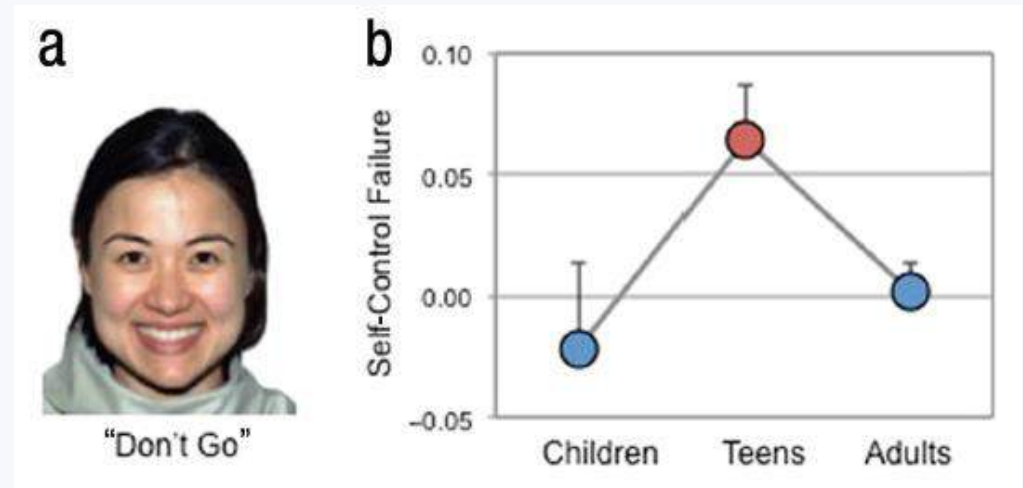 a
"Don't Go"
b
Self-Control Failure
0.10
0.05
0.00
–0.05
Children Teens Adults